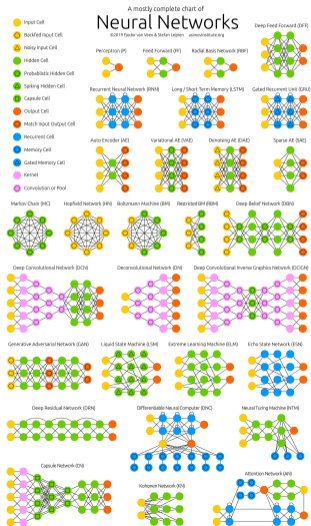 A mostly complete chart of
Neural Networks
©2019 Fjodor van Veen & Stefan Leijnen asimovinstitute.org
Input Cell
Backfed Input Cell
Noisy Input Cell
Hidden Cell
Probablistic Hidden Cell
Spiking Hidden Cell
Capsule Cell
Output Cell
Match Input Output Cell
Recurrent Cell
Memory Cell
Gated Memory Cell
Kernel
Convolution or Pool
Deep Feed Forward (DFF)
Perceptron (P) Feed Forward (FF) Radial Basis Network (RBF)
Recurrent Neural Network (RNN) Long / Short Term Memory (LSTM) Gated Recurrent Unit (GRU)
Auto Encoder (AE) Variational AE (VAE) Denoising AE (DAE) Sparse AE (SAE)
Markov Chain (MC) Hopfield Network (HN) Boltzmann Machine (BM) Restricted BM (RBM) Deep Belief Network (DBN)
Deep Convolutional Network (DCN) Deconvolutional Network (DN) Deep Convolutional Inverse Graphics Network (DCIGN)
Generative Adversarial Network (GAN) Liquid State Machine (LSM) Extreme Learning Machine (ELM) Echo State Network (ESN)
Deep Residual Network (DRN) Differentiable Neural Computer (DNC) Neural Turing Machine (NTM)
Capsule Network (CN) Kohonen Network (KN) Attention Network (AN)